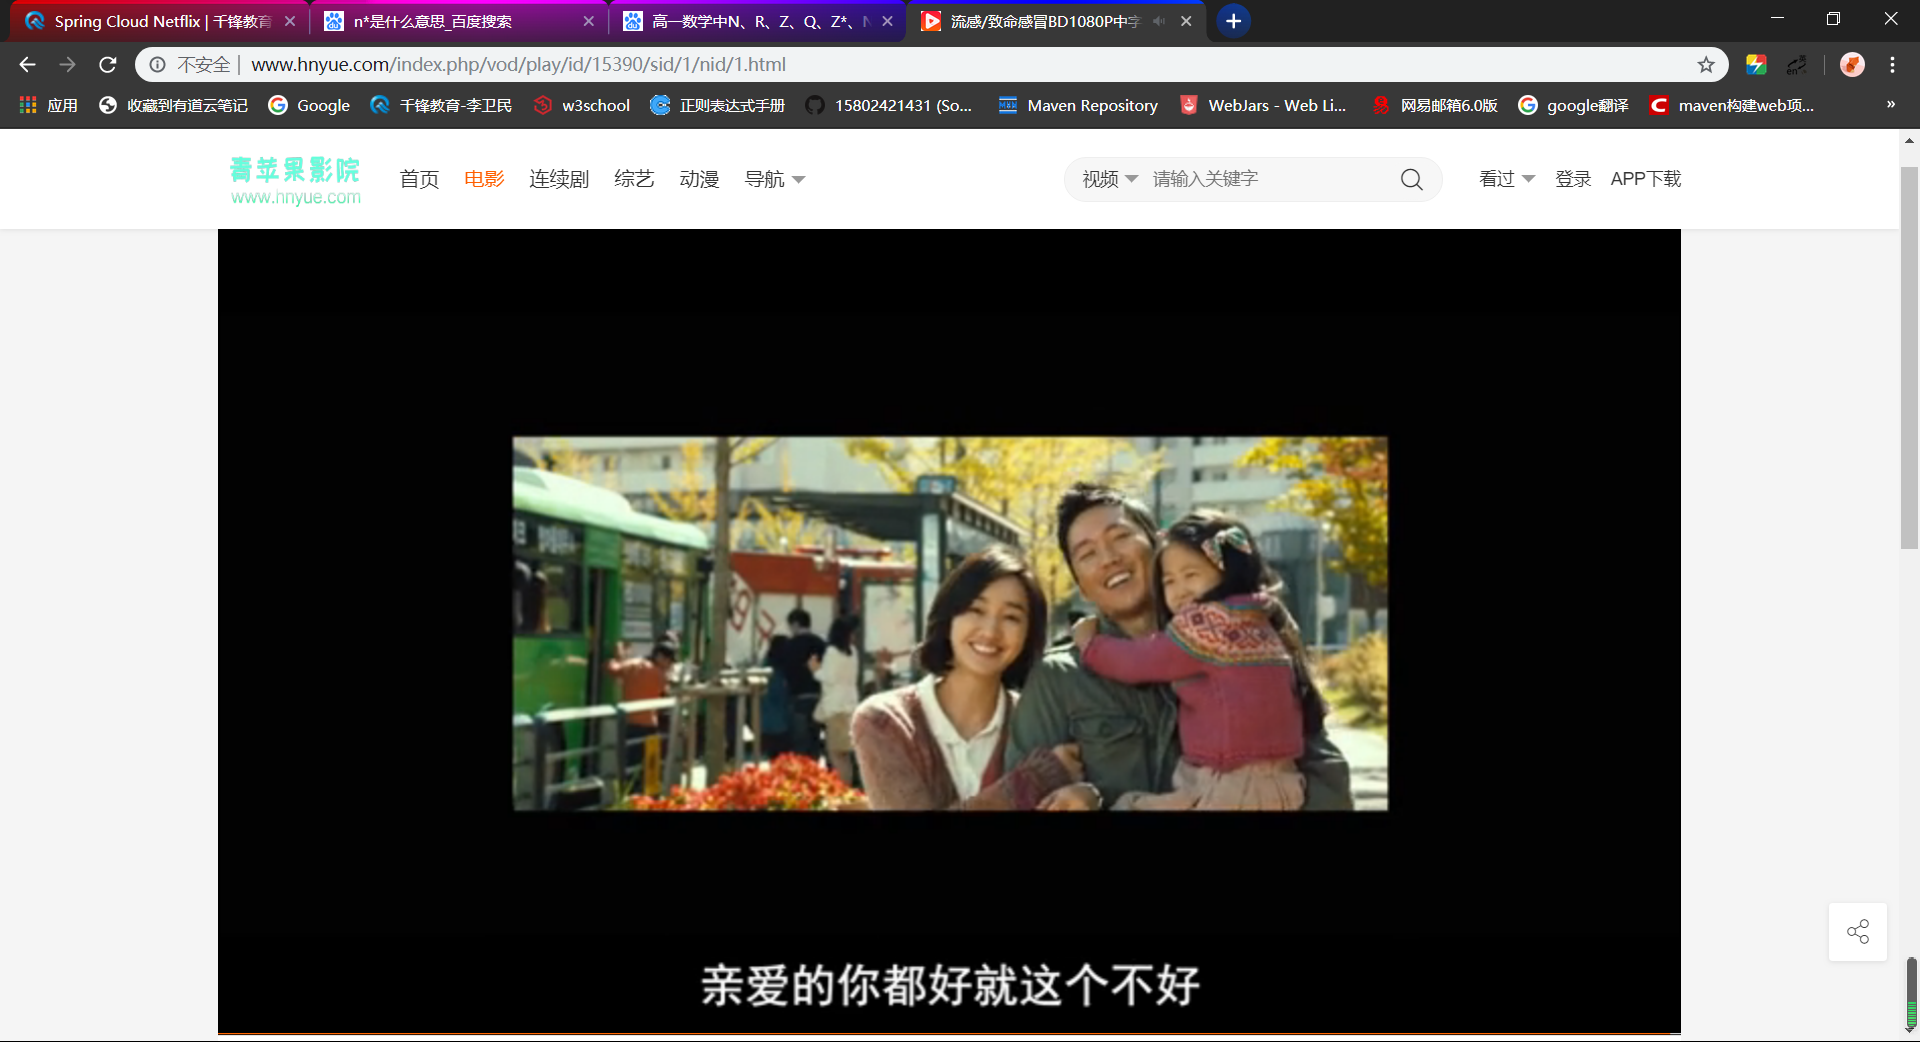 Spring Cloud Netflix | 千锋教育
n*是什么意思_百度搜索
高一数学中N、R、Z、Q、Z*、N
流感/致命感冒BD1080P中字
不安全 | www.hnyue.com/index.php/vod/play/id/15390/sid/1/nid/1.html
应用 收藏到有道云笔记 Google 千锋教育-李卫民 w3school 正则表达式手册 15802421431 (So... Maven Repository WebJars - Web Li... 网易邮箱6.0版 google翻译 maven构建web项... »
青苹果影院
www.hnyue.com
首页 电影 连续剧 综艺 动漫 导航 视频 请输入关键字 看过 登录 APP下载
亲爱的你都好就这个不好